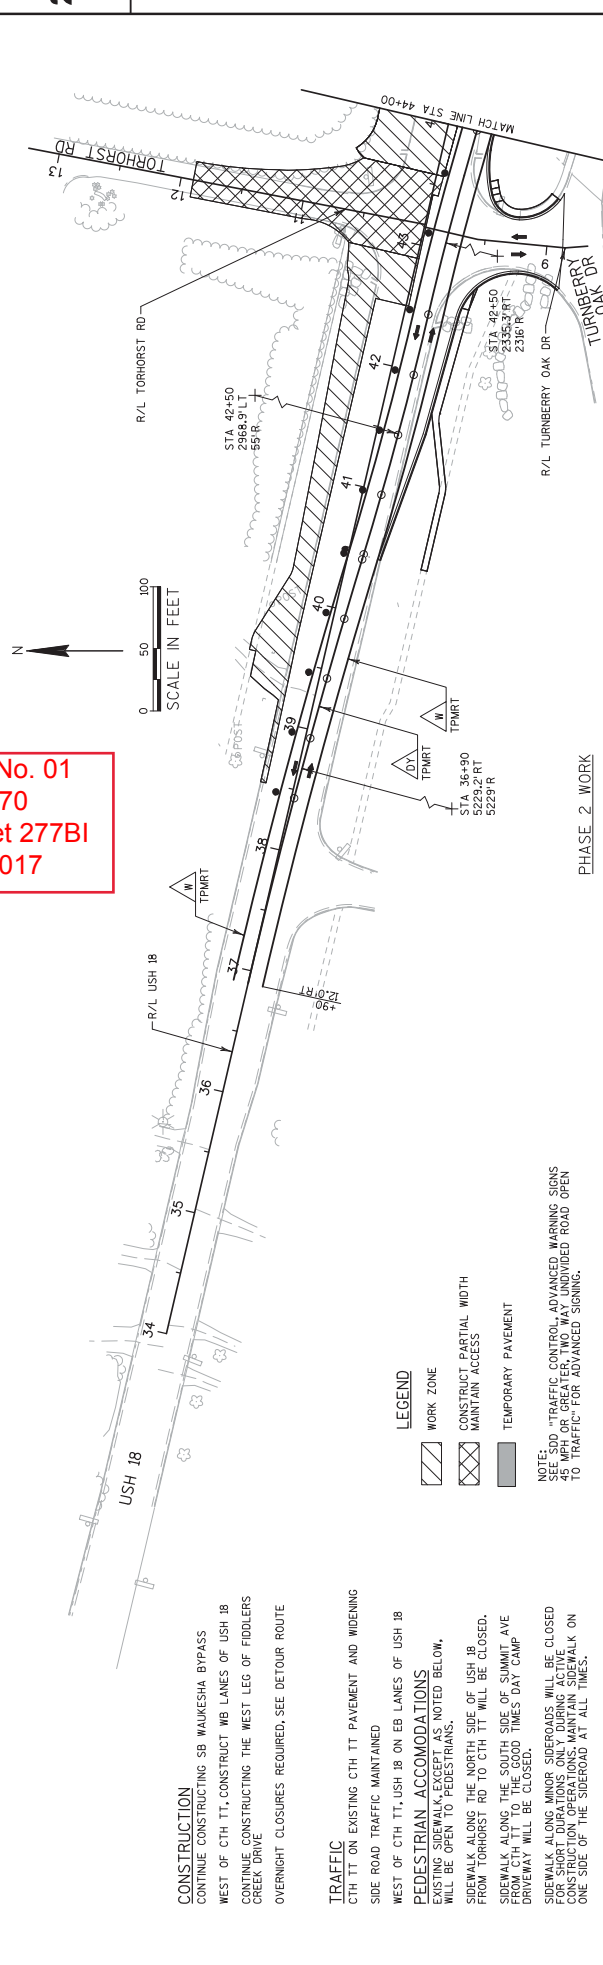 CONSTRUCTION
CONTINUE CONSTRUCTING SB WAUKESHA BYPASS
WEST OF CTH TT, CONSTRUCT WB LANES OF USH 18
CONTINUE CONSTRUCTING THE WEST LEG OF FIDDLERS
CREEK DRIVE
OVERNIGHT CLOSURES REQUIRED, SEE DETOUR ROUTE
TRAFFIC
CTH TT ON EXISTING CTH TT PAVEMENT AND WIDENING
SIDE ROAD TRAFFIC MAINTAINED
WEST OF CTH TT, USH 18 ON EB LANES OF USH 18
PEDESTRIAN ACCOMODATIONS
EXISTING SIDEWALK, EXCEPT AS NOTED BELOW,
WILL BE OPEN TO PEDESTRIANS.
SIDEWALK ALONG THE NORTH SIDE OF USH 18
FROM TORHORST RD TO CTH TT WILL BE CLOSED.
SIDEWALK ALONG THE SOUTH SIDE OF SUMMIT AVE
FROM CTH TT TO THE GOOD TIMES DAY CAMP
DRIVEWAY WILL BE CLOSED.
SIDEWALK ALONG MINOR SIDEROADS WILL BE CLOSED
FOR SHORT DURATIONS ONLY DURING ACTIVE
CONSTRUCTION OPERATIONS. MAINTAIN SIDEWALK ON
ONE SIDE OF THE SIDEROAD AT ALL TIMES.
LEGEND
WORK ZONE
CONSTRUCT PARTIAL WIDTH
MAINTAIN ACCESS
TEMPORARY PAVEMENT
NOTE:
SEE SDD "TRAFFIC CONTROL, ADVANCED WARNING SIGNS
45 MPH OR GREATER, TWO WAY UNDIVIDED ROAD OPEN
TO TRAFFIC" FOR ADVANCED SIGNING.
USH 18
34
35
36
37
38
39
40
41
42
43
R/L USH 18
W
TPMRT
+90
12.0'RT
No. 01
70
et 277BI
017
N
0
50
100
SCALE IN FEET
POST
STA 36+90
5229.2'RT
5229'R
DY
TPMRT
W
TPMRT
PHASE 2 WORK
STA 42+50
2968.9'LT
55'R
R/L TORHORST RD
TORHORST RD
11
12
13
MATCH LINE STA 44+00
STA 42+50
2335.3'RT
2316'R
R/L TURNBERRY OAK DR
9
TURNBERRY
OAK DR